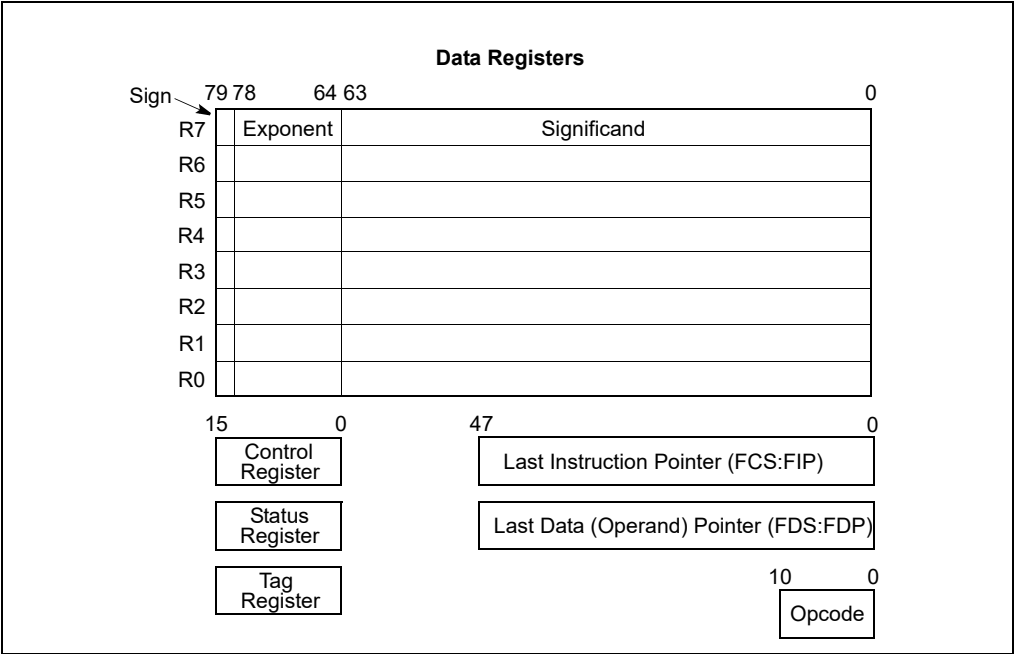 Data Registers
Sign 79 78 64 63 0
R7 Exponent Significand
R6
R5
R4
R3
R2
R1
R0
15 0 47 0
Control
Register
Last Instruction Pointer (FCS:FIP)
Status
Register
Last Data (Operand) Pointer (FDS:FDP)
Tag
Register
10 0
Opcode